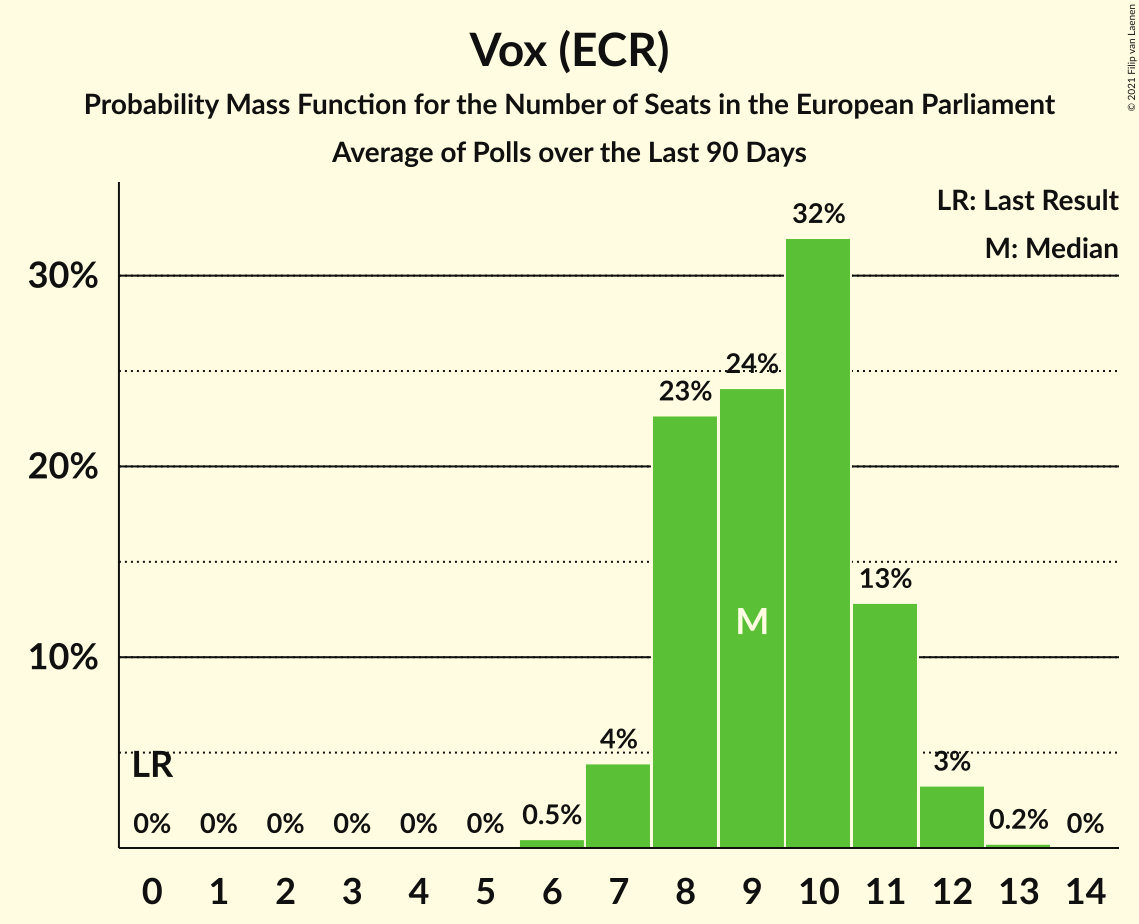 Vox (ECR)
Probability Mass Function for the Number of Seats in the European Parliament
Average of Polls over the Last 90 Days
© 2021 Filip van Laenen
LR: Last Result
M: Median
30%
20%
10%
LR
0%
0%
0%
0%
0%
0%
0.5%
4%
23%
24%
M
32%
13%
3%
0.2%
0%
0 1 2 3 4 5 6 7 8 9 10 11 12 13 14